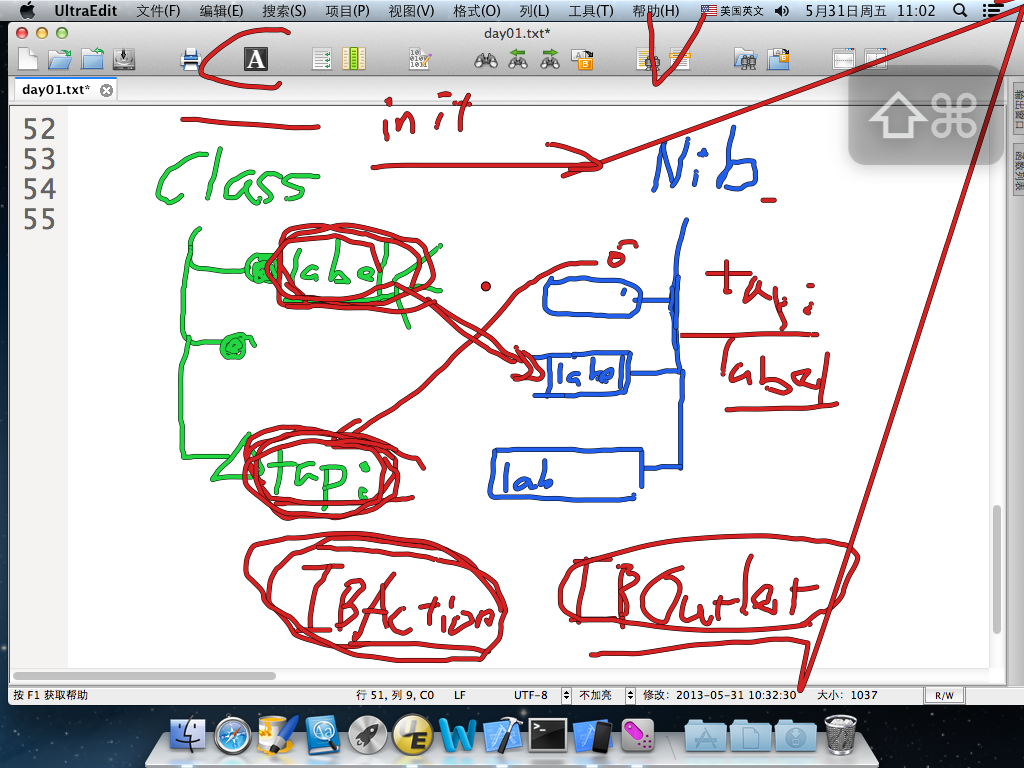 UltraEdit 文件(F) 编辑(E) 搜索(S) 项目(P) 视图(V) 格式(O) 列(L) 工具(T) 帮助(H) 美国英文 5月31日周五 11:02
day01.txt*
day01.txt*
输出窗口
函数列表
52
53
54
55
init
Class
Nib
label
label
tapi
label
lab
tapi
IBAction
IBOutlet
按 F1 获取帮助 行 51, 列 9, C0 LF UTF-8 不加亮 修改: 2013-05-31 10:32:30 大小: 1037 R/W